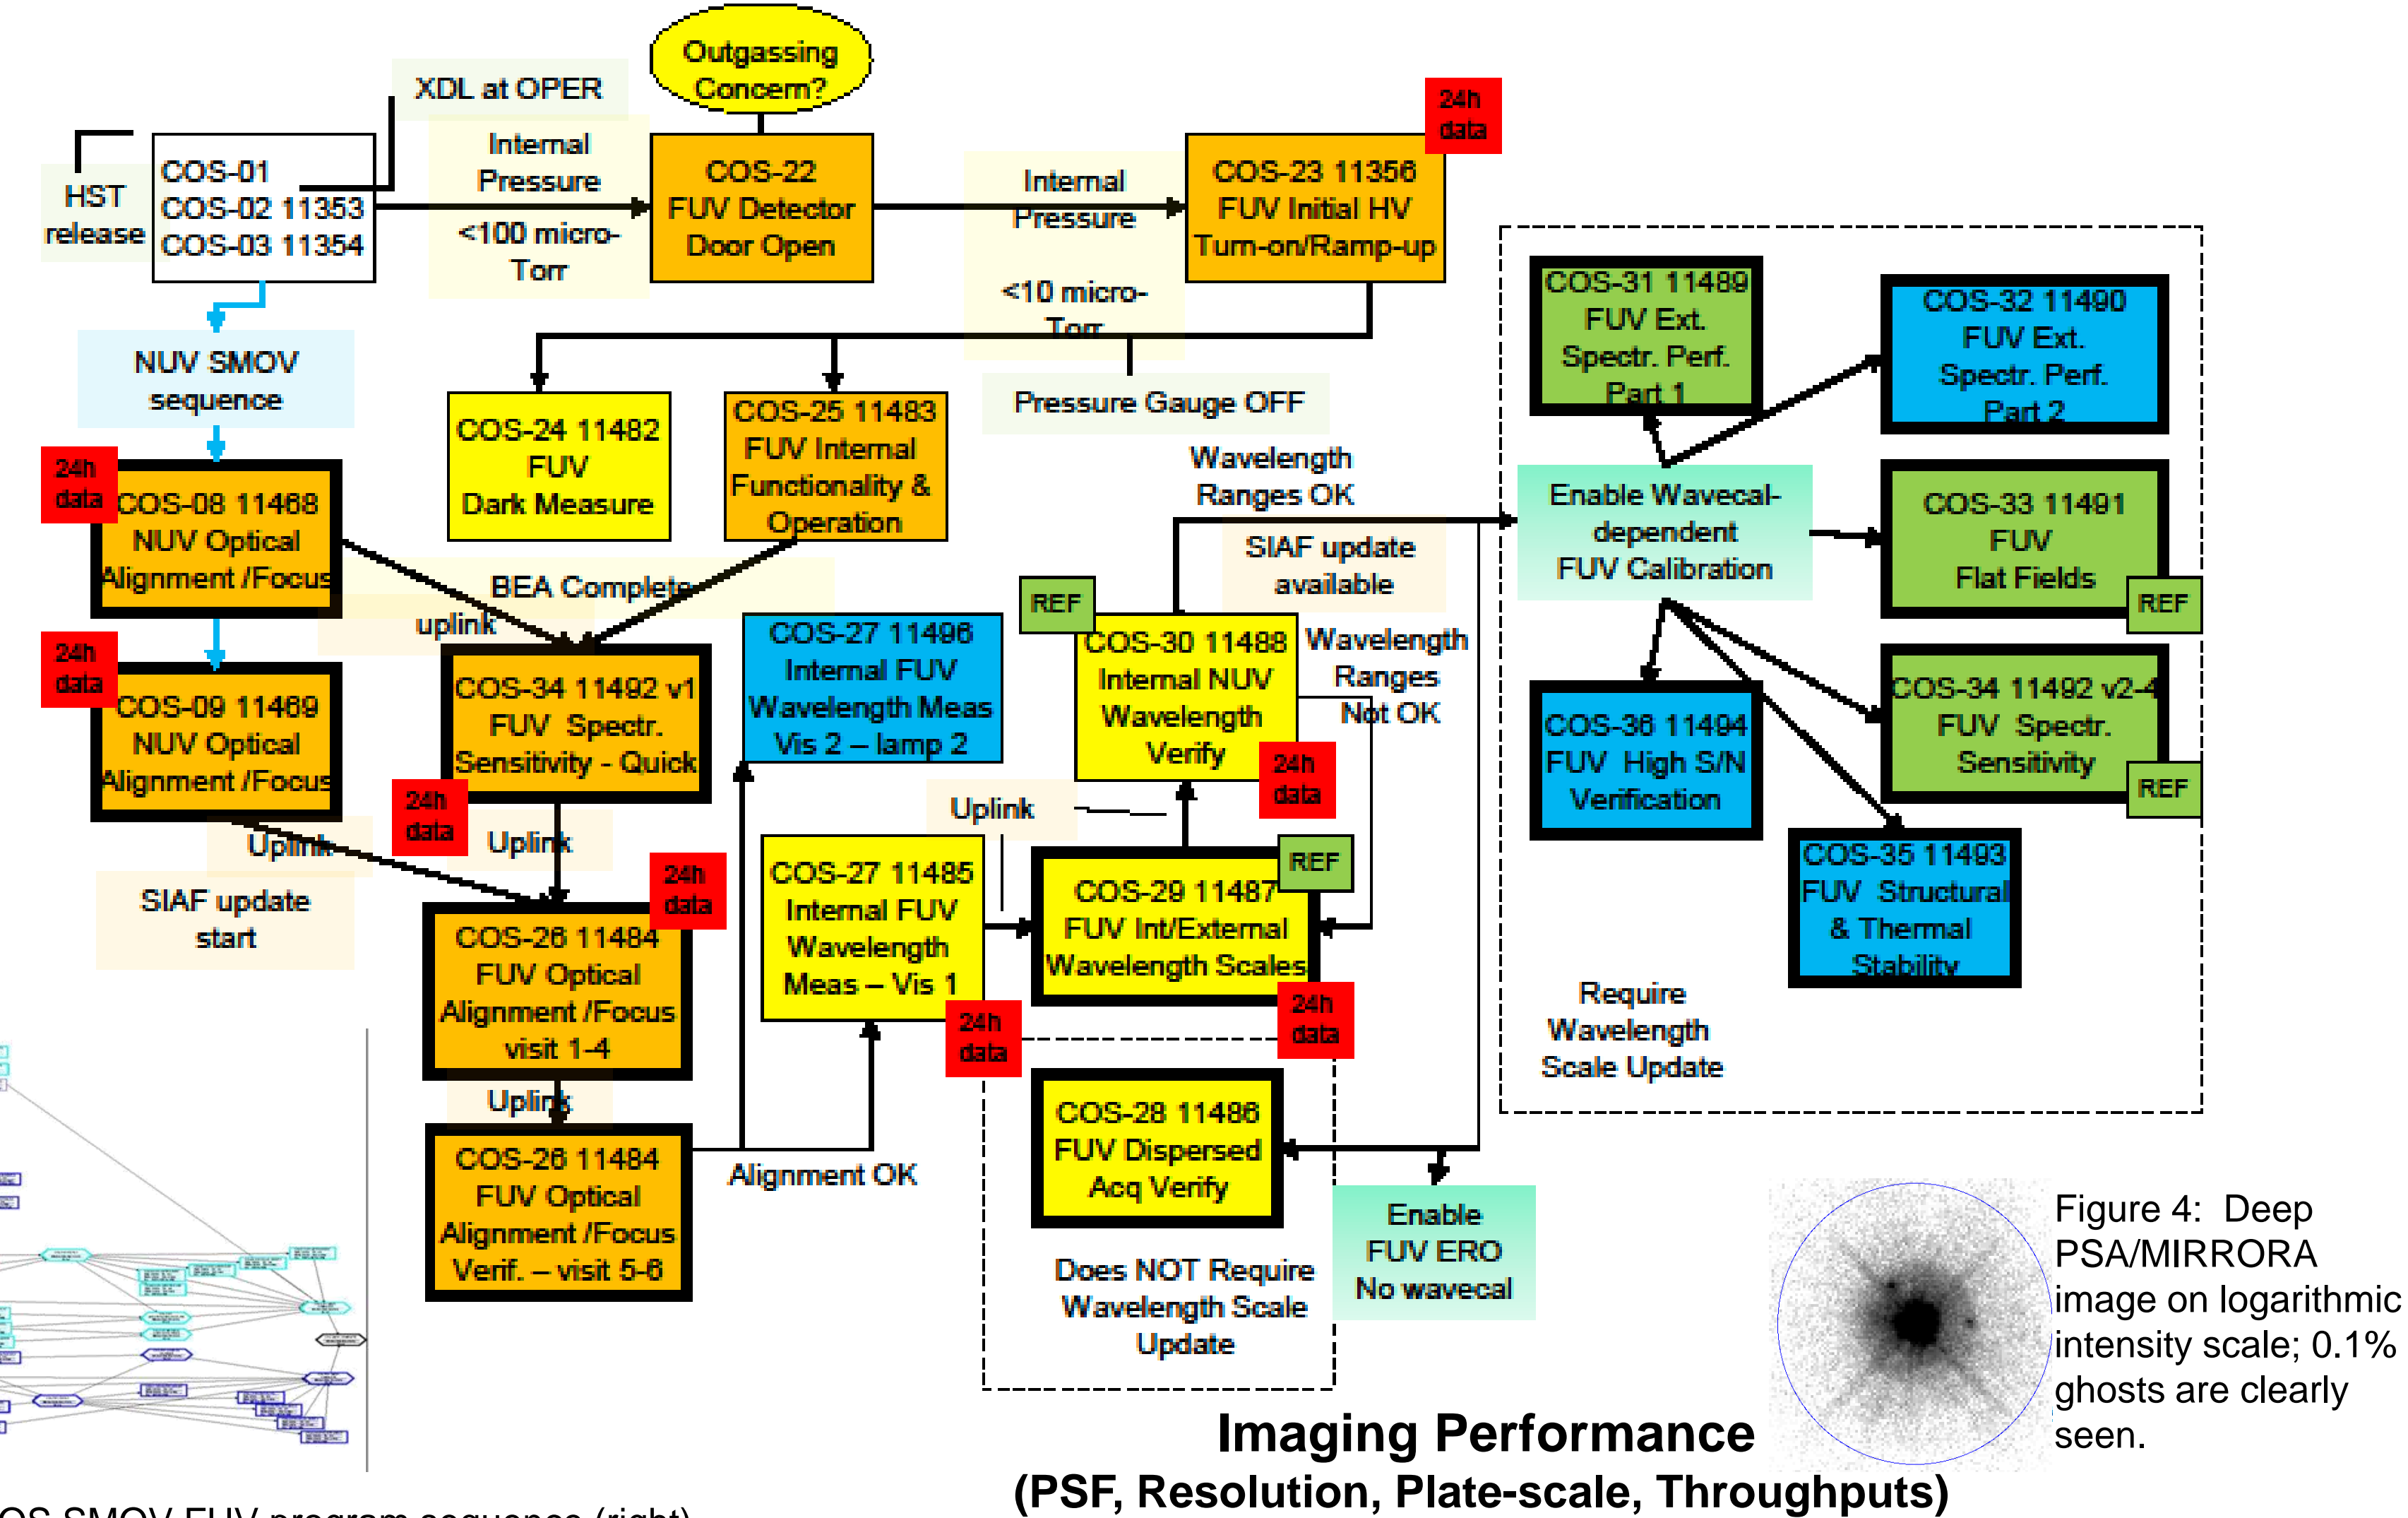 Outgassing
Concern?
XDL at OPER
24h
data
HST
release
COS-01
COS-02 11353
COS-03 11354
Internal
Pressure
<100 micro-
Torr
COS-22
FUV Detector
Door Open
Internal
Pressure
<10 micro-
Torr
COS-23 11356
FUV Initial HV
Turn-on/Ramp-up
NUV SMOV
sequence
COS-24 11482
FUV
Dark Measure
COS-25 11483
FUV Internal
Functionality &
Operation
Pressure Gauge OFF
COS-31 11489
FUV Ext.
Spectr. Perf.
Part 1
COS-32 11490
FUV Ext.
Spectr. Perf.
Part 2
24h
data
COS-08 11468
NUV Optical
Alignment /Focus
BEA Complete
uplink
Wavelength
Ranges OK
SIAF update
available
Enable Wavecal-
dependent
FUV Calibration
COS-33 11491
FUV
Flat Fields
REF
24h
data
COS-09 11469
NUV Optical
Alignment /Focus
COS-34 11492 v1
FUV Spectr.
Sensitivity - Quick
24h
data
COS-27 11496
Internal FUV
Wavelength Meas
Vis 2 – lamp 2
REF
COS-30 11488
Internal NUV
Wavelength
Verify
24h
data
Wavelength
Ranges
Not OK
COS-36 11494
FUV High S/N
Verification
COS-34 11492 v2-4
FUV Spectr.
Sensitivity
REF
Uplink
SIAF update
start
Uplink
24h
data
COS-26 11484
FUV Optical
Alignment /Focus
visit 1-4
Uplink
COS-27 11485
Internal FUV
Wavelength
Meas – Vis 1
24h
data
REF
COS-29 11487
FUV Int/External
Wavelength Scales
24h
data
COS-35 11493
FUV Structural
& Thermal
Stability
Require
Wavelength
Scale Update
Uplink
COS-26 11484
FUV Optical
Alignment /Focus
Verif. – visit 5-6
Alignment OK
COS-28 11486
FUV Dispersed
Acq Verify
Does NOT Require
Wavelength Scale
Update
Enable
FUV ERO
No wavecal
Figure 4: Deep
PSA/MIRRORA
image on logarithmic
intensity scale; 0.1%
ghosts are clearly
seen.
Imaging Performance
(PSF, Resolution, Plate-scale, Throughputs)
OS SMOV FUV program sequence (right)